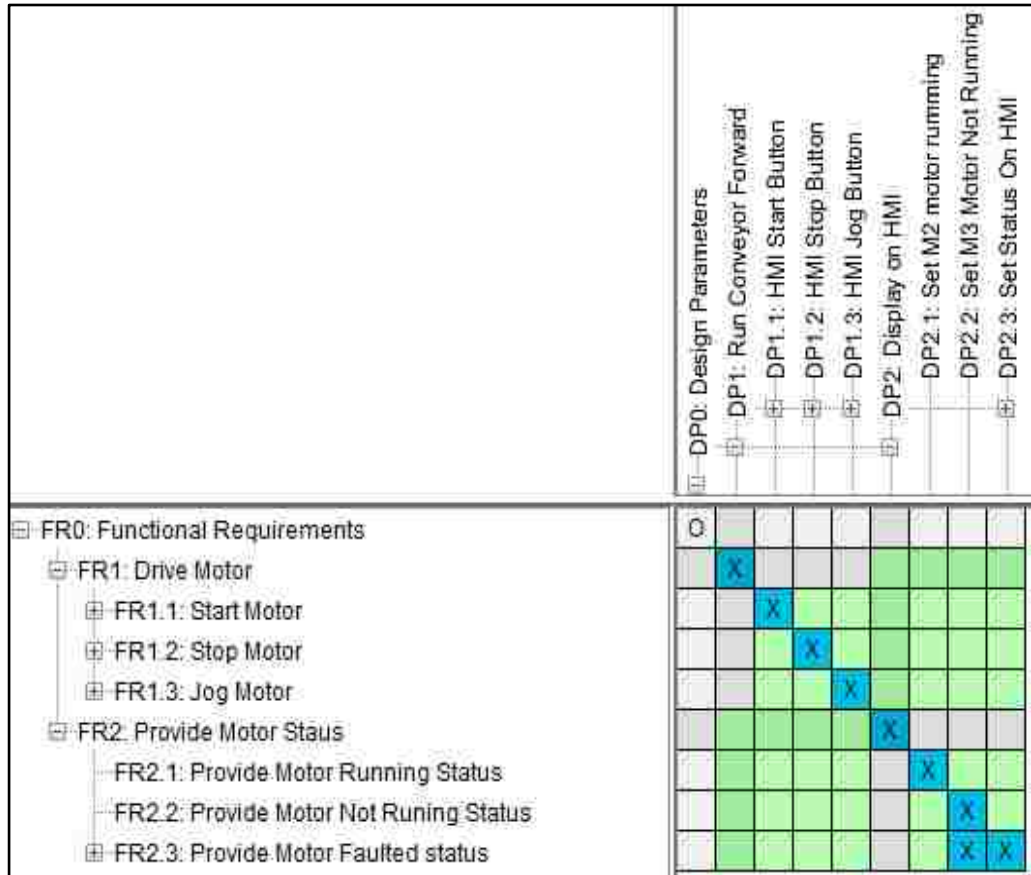 DP0: Design Parameters
DP1: Run Conveyor Forward
DP1.1: HMI Start Button
DP1.2: HMI Stop Button
DP1.3: HMI Jog Button
DP2: Display on HMI
DP2.1: Set M2 motor rumming
DP2.2: Set M3 Motor Not Running
DP2.3: Set Status On HMI
FR0: Functional Requirements O
FR1: Drive Motor X
FR1.1: Start Motor X
FR1.2: Stop Motor X
FR1.3: Jog Motor X
FR2: Provide Motor Staus X
FR2.1: Provide Motor Running Status X
FR2.2: Provide Motor Not Runing Status X
FR2.3: Provide Motor Faulted status X X